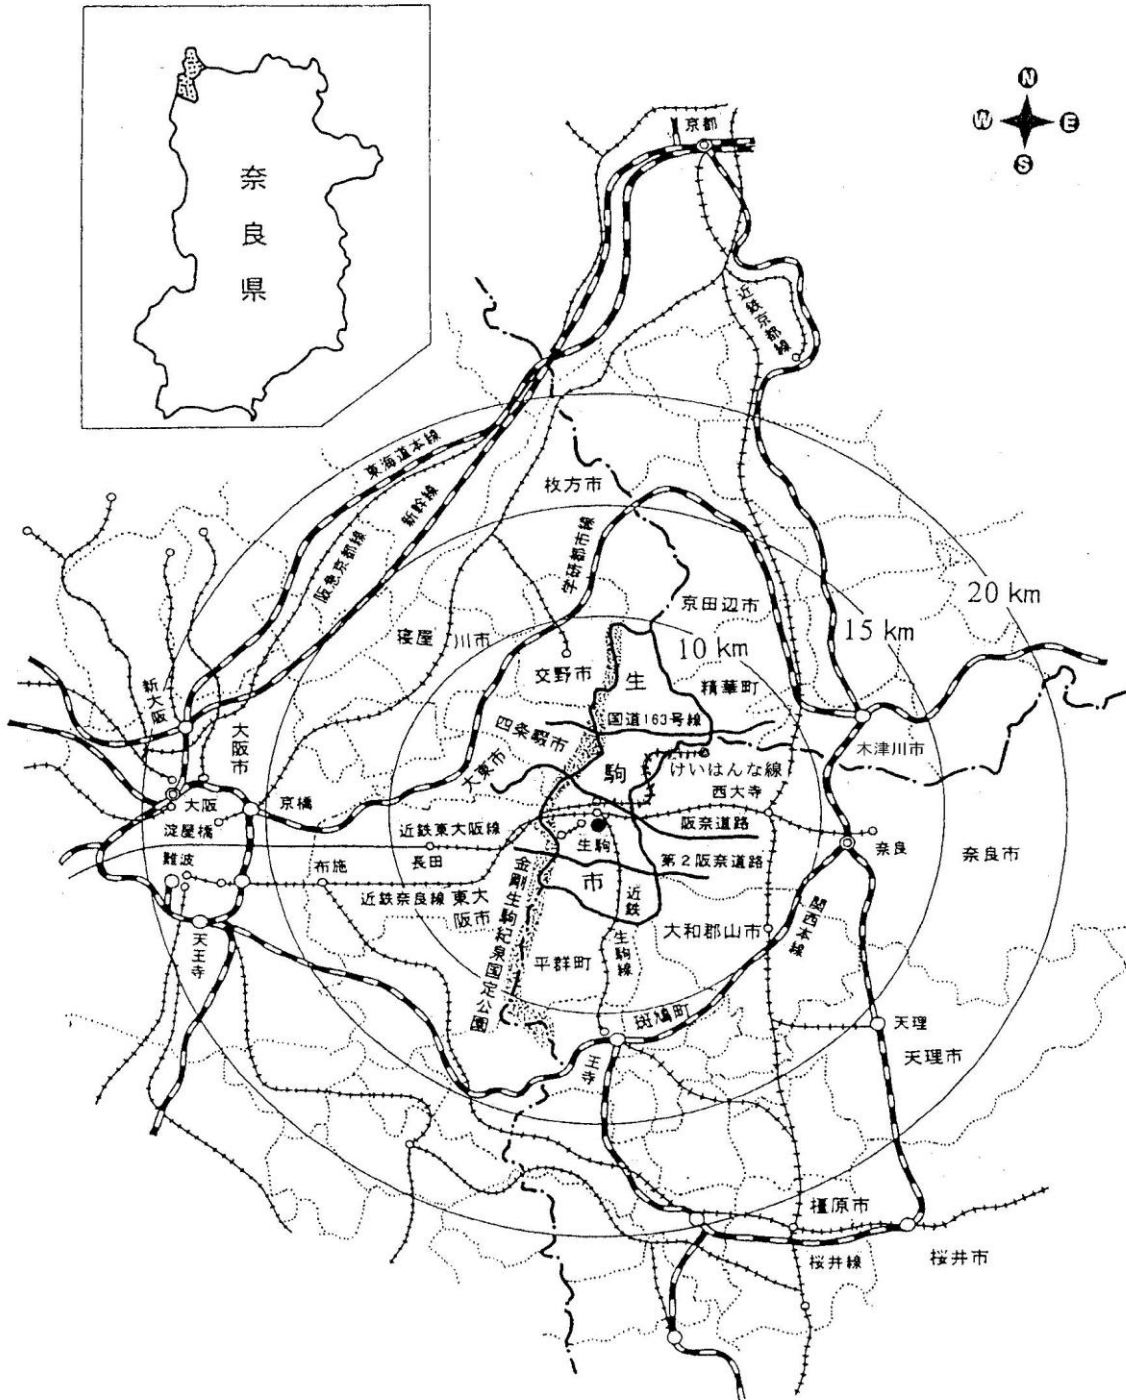 奈良県
N
W
E
S
京都
近鉄京都線
東海道本線
阪急京都線
新幹線
枚方市
学研都市線
京田辺市
20 km
15 km
10 km
寝屋川市
交野市
生駒市
精華町
新大阪
大阪市
四条畷市
国道163号線
木津川市
大東市
けいはんな線
西大寺
大阪
京橋
淀屋橋
近鉄東大阪線
阪奈道路
難波
布施
長田
生駒
第2阪奈道路
奈良
奈良市
近鉄奈良線
東大阪市
金剛生駒紀泉国定公園
近鉄生駒線
大和郡山市
関西本線
天王寺
平群町
斑鳩町
王寺
天理
天理市
橿原市
桜井線
桜井市